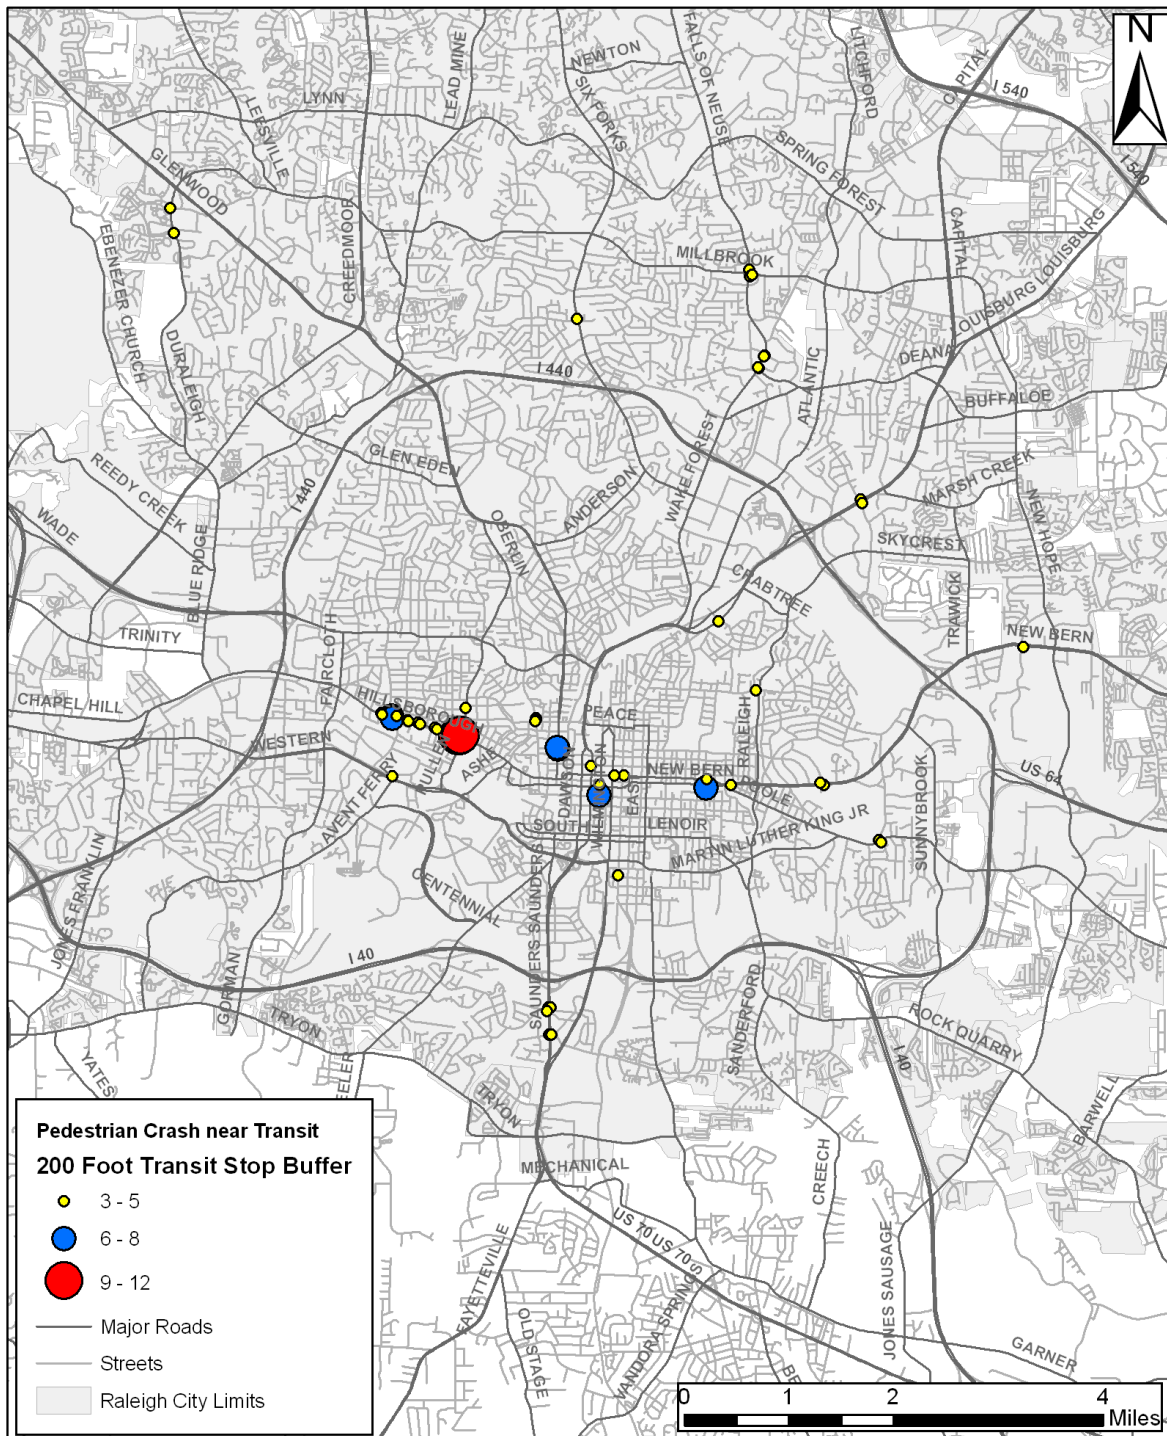 N
CAPITAL
I 540
I 540
LITCHFORD
FALLS OF NEUSE
NEWTON
SIX FORKS
LEAD MINE
LYNN
LEESVILLE
SPRING FOREST
GLENWOOD
CREEDMOOR
EBENEZER CHURCH
MILLBROOK
CAPITAL
LOUISBURG
LOUISBURG
DURALEIGH
DEANA
I 440
ATLANTIC
BUFFALOE
GLEN EDEN
REEDY CREEK
WAKE FOREST
ANDERSON
MARSH CREEK
I 440
WADE
OBERLIN
NEW HOPE
SKYCREST
BLUE RIDGE
CRABTREE
TRAWICK
TRINITY
FAIRCLOTH
NEW BERN
CHAPEL HILL
HILLSBOROUGH
PEACE
RALEIGH
WESTERN
PULLEN
ASHE
AVENT FERRY
DAWSON
WILMINGTON
EAST
NEW BERN
POOLE
US 64
SUNNYBROOK
SOUTH
LENOIR
MARTIN LUTHER KING JR
JONES FRANKLIN
CENTENNIAL
SAUNDERS
SAUNDERS
I 40
GORMAN
TRYON
SANDERFORD
ROCK QUARRY
I 40
YATES
EELER
TRYON
BARWELL
MECHANICAL
CREECH
US 70
US 70
S
JONES SAUSAGE
FAYETTEVILLE
OLD STAGE
VANDORA SPRING
GARNER
BE
Pedestrian Crash near Transit
200 Foot Transit Stop Buffer
3 - 5
6 - 8
9 - 12
Major Roads
Streets
Raleigh City Limits
0 1 2 4
Miles